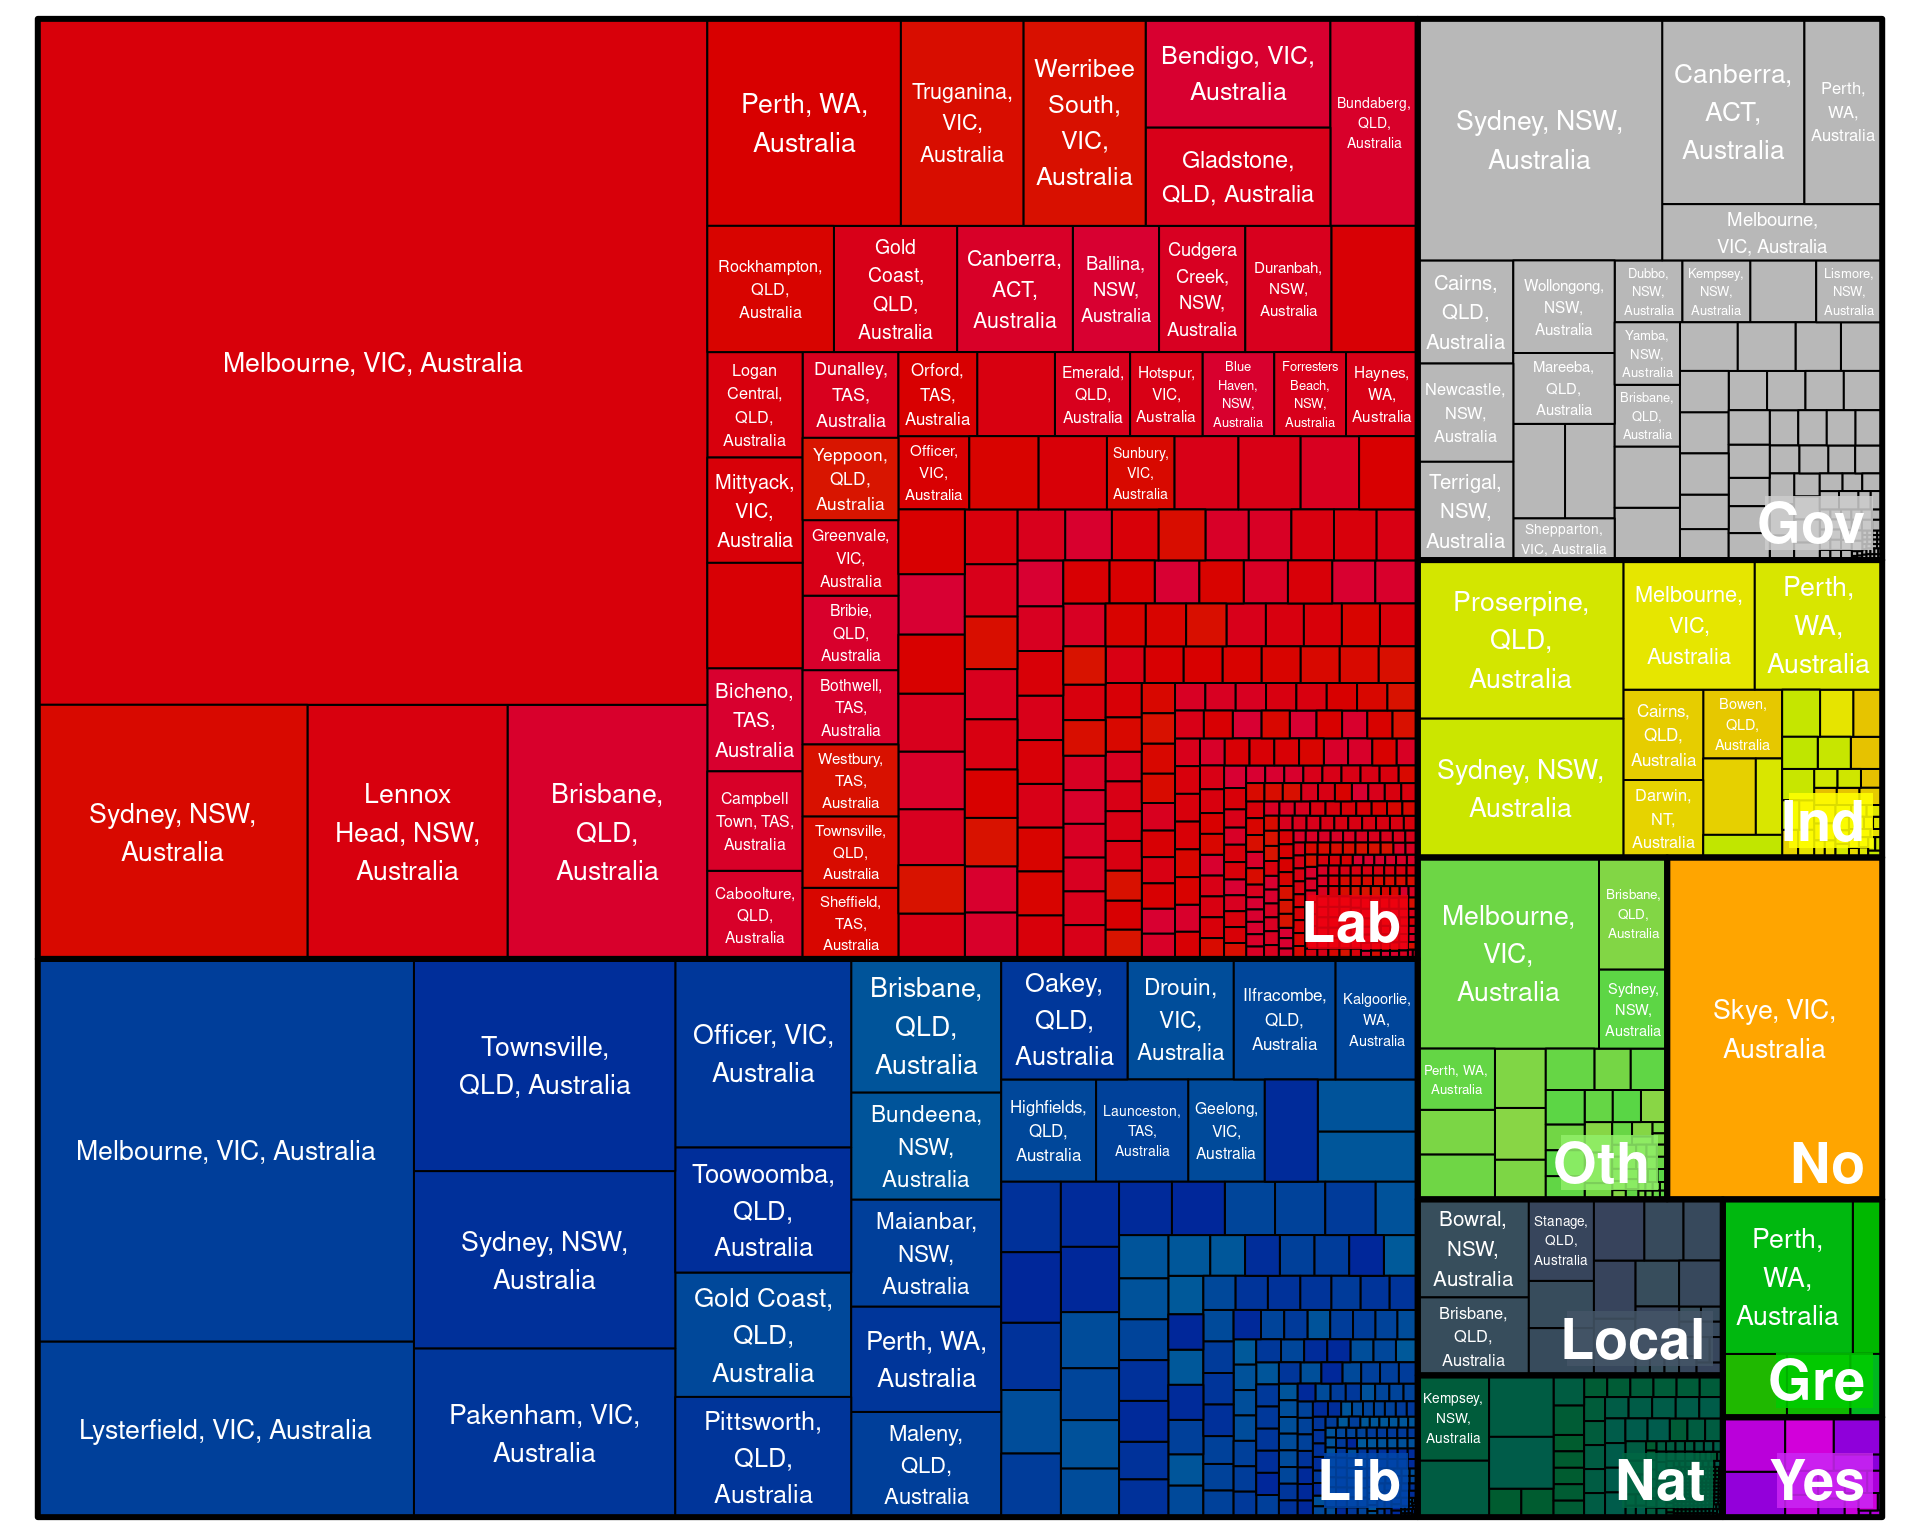 Melbourne, VIC, Australia
Sydney, NSW,
Australia
Lennox
Head, NSW,
Australia
Brisbane,
QLD,
Australia
Perth, WA,
Australia
Truganina,
VIC,
Australia
Werribee
South,
VIC,
Australia
Bendigo, VIC,
Australia
Gladstone,
QLD, Australia
Bundaberg,
QLD,
Australia
Rockhampton,
QLD,
Australia
Gold
Coast,
QLD,
Australia
Canberra,
ACT,
Australia
Ballina,
NSW,
Australia
Cudgera
Creek,
NSW,
Australia
Duranbah,
NSW,
Australia
Logan
Central,
QLD,
Australia
Mittyack,
VIC,
Australia
Bicheno,
TAS,
Australia
Campbell
Town, TAS,
Australia
Caboolture,
QLD,
Australia
Dunalley,
TAS,
Australia
Yeppoon,
QLD,
Australia
Greenvale,
VIC,
Australia
Bribie,
QLD,
Australia
Bothwell,
TAS,
Australia
Westbury,
TAS,
Australia
Townsville,
QLD,
Australia
Sheffield,
TAS,
Australia
Orford,
TAS,
Australia
Emerald,
QLD,
Australia
Hotspur,
VIC,
Australia
Blue
Haven,
NSW,
Australia
Forresters
Beach,
NSW,
Australia
Haynes,
WA,
Australia
Officer,
VIC,
Australia
Sunbury,
VIC,
Australia
Lab
Melbourne, VIC, Australia
Lysterfield, VIC, Australia
Townsville,
QLD, Australia
Sydney, NSW,
Australia
Pakenham, VIC,
Australia
Officer, VIC,
Australia
Toowoomba,
QLD,
Australia
Gold Coast,
QLD,
Australia
Pittsworth,
QLD,
Australia
Brisbane,
QLD,
Australia
Bundeena,
NSW,
Australia
Maianbar,
NSW,
Australia
Perth, WA,
Australia
Maleny,
QLD,
Australia
Oakey,
QLD,
Australia
Drouin,
VIC,
Australia
Ilfracombe,
QLD,
Australia
Kalgoorlie,
WA,
Australia
Highfields,
QLD,
Australia
Launceston,
TAS,
Australia
Geelong,
VIC,
Australia
Lib
Sydney, NSW,
Australia
Canberra,
ACT,
Australia
Perth,
WA,
Australia
Melbourne,
VIC, Australia
Cairns,
QLD,
Australia
Newcastle,
NSW,
Australia
Terrigal,
NSW,
Australia
Wollongong,
NSW,
Australia
Mareeba,
QLD,
Australia
Shepparton,
VIC, Australia
Dubbo,
NSW,
Australia
Kempsey,
NSW,
Australia
Lismore,
NSW,
Australia
Yamba,
NSW,
Australia
Brisbane,
QLD,
Australia
Gov
Proserpine,
QLD,
Australia
Sydney, NSW,
Australia
Melbourne,
VIC,
Australia
Perth,
WA,
Australia
Cairns,
QLD,
Australia
Bowen,
QLD,
Australia
Darwin,
NT,
Australia
Ind
Melbourne,
VIC,
Australia
Brisbane,
QLD,
Australia
Sydney,
NSW,
Australia
Perth, WA,
Australia
Oth
Skye, VIC,
Australia
No
Bowral,
NSW,
Australia
Brisbane,
QLD,
Australia
Stanage,
QLD,
Australia
Local
Perth,
WA,
Australia
Gre
Kempsey,
NSW,
Australia
Nat
Yes